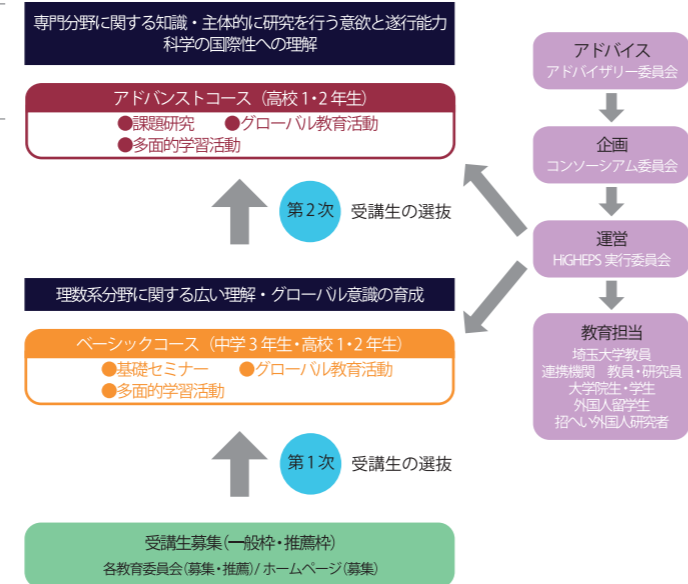 専門分野に関する知識・主体的に研究を行う意欲と遂行能力
科学の国際性への理解
アドバンストコース（高校1・2年生）
●課題研究　●グローバル教育活動
●多面的学習活動
第2次　受講生の選抜
理数系分野に関する広い理解・グローバル意識の育成
ベーシックコース（中学3年生・高校1・2年生）
●基礎セミナー　●グローバル教育活動
●多面的学習活動
第1次　受講生の選抜
受講生募集（一般枠・推薦枠）
各教育委員会（募集・推薦）/ ホームページ（募集）
アドバイス
アドバイザリー委員会
企画
コンソーシアム委員会
運営
HiGHEPS 実行委員会
教育担当
埼玉大学教員
連携機関　教員・研究員
大学院生・学生
外国人留学生
招へい外国人研究者